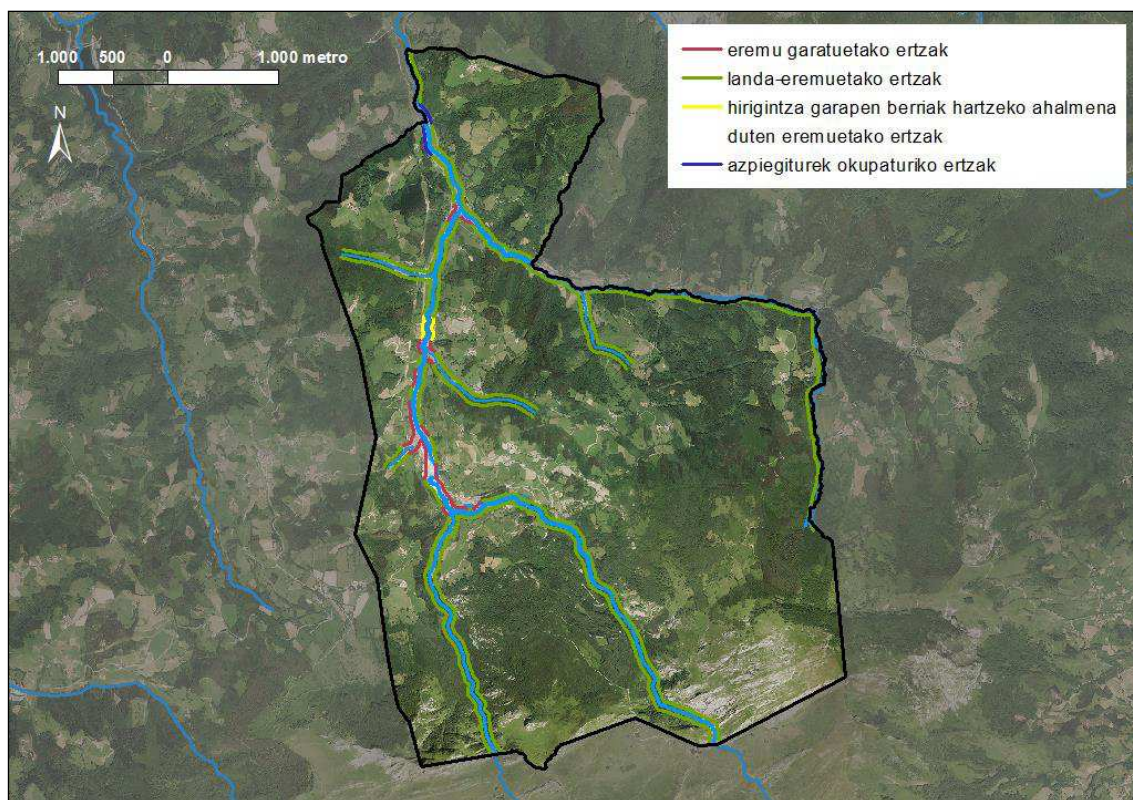 1.000 500 0 1.000 metro
N
eremu garatuetako ertzak
landa-eremuetako ertzak
hirigintza garapen berriak hartzeko ahalmena
duten eremuetako ertzak
azpiegiturek okupaturiko ertzak